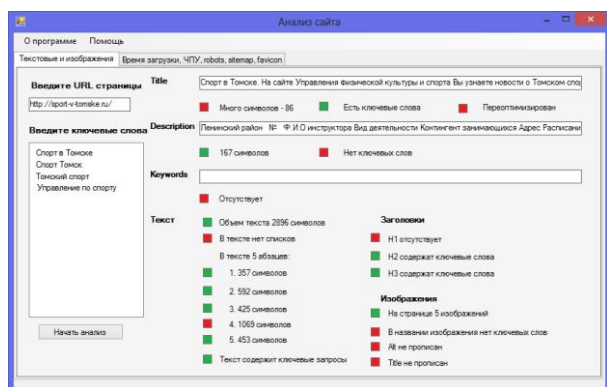 Анализ сайта
О программе Помощь
Текстовые и изображения Время загрузки, ЧПУ, robots, sitemap, favicon
Введите URL страницы
http://sport-v-tomske.ru/
Введите ключевые слова
Спорт в Томске
Спорт Томск
Томский спорт
Управление по спорту
Начать анализ
Title
Спорт в Томске. На сайте Управления физической культуры и спорта Вы узнаете новости о Томском спор
Много символов - 86 Есть ключевые слова Переоптимизирован
Description
Ленинский район № Ф.И.О инструктора Вид деятельности Контингент занимающихся Адрес Расписани
167 символов Нет ключевых слов
Keywords
Отсутствует
Текст
Объем текста 2896 символов
В тексте нет списков
В тексте 5 абзацев:
1. 357 символов
2. 592 символов
3. 425 символов
4. 1069 символов
5. 453 символов
Текст содержит ключевые запросы
Заголовки
H1 отсутствует
H2 содержат ключевые слова
H3 содержат ключевые слова
Изображения
На странице 5 изображений
В названии изображения нет ключевых слов
Alt не прописан
Title не прописан